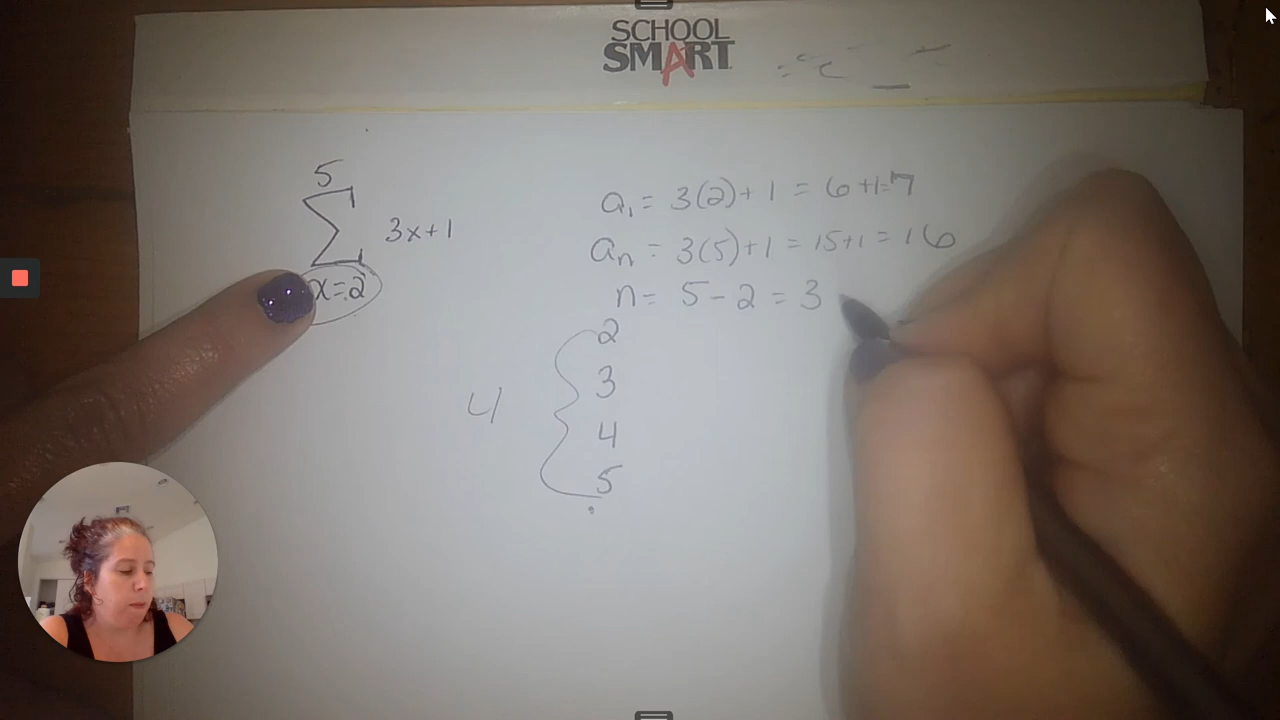 SCHOOL
SMART
5
Σ 3x+1
x=2
a₁ = 3(2)+1 = 6+1=7
aₙ = 3(5)+1 = 15+1 = 16
n = 5-2 = 3
2
3
4
4
5